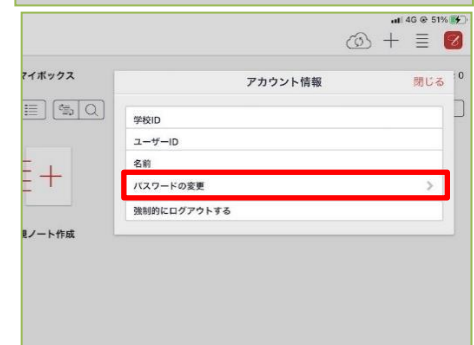 4G 51%
マイボックス
アカウント情報
閉じる
0
学校ID
ユーザーID
名前
パスワードの変更
強制的にログアウトする
ノート作成